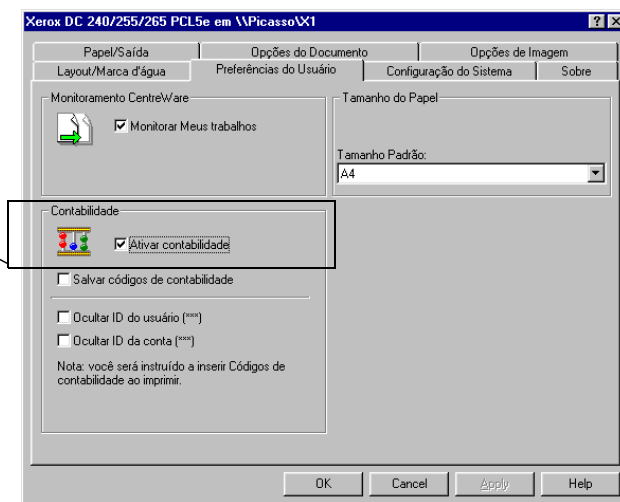 Xerox DC 240/255/265 PCL5e em \\Picasso\X1
Papel/Saída Opções do Documento Opções de Imagem
Layout/Marca d'água Preferências do Usuário Configuração do Sistema Sobre
Monitoramento CentreWare
Monitorar Meus trabalhos
Tamanho do Papel
Tamanho Padrão:
A4
Contabilidade
Ativar contabilidade
Salvar códigos de contabilidade
Ocultar ID do usuário (***)
Ocultar ID da conta (***)
Nota: você será instruído a inserir Códigos de
contabilidade ao imprimir.
OK Cancel Apply Help